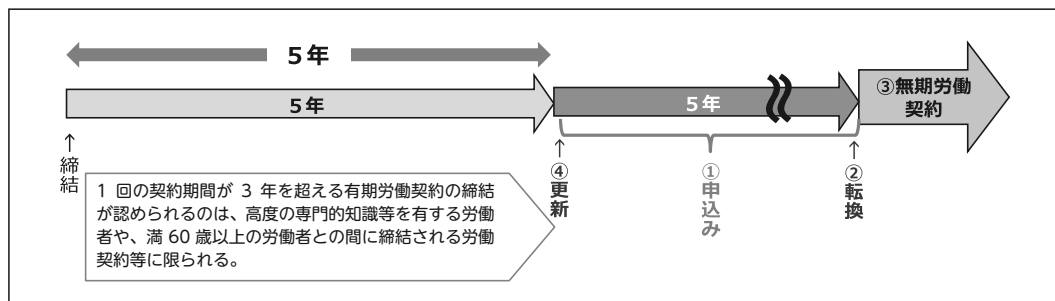 5年
5年
5年
③無期労働
契約
↑
締結
↑
④更新
①申込み
↑
②転換
1 回の契約期間が 3 年を超える有期労働契約の締結
が認められるのは、高度の専門的知識等を有する労働
者や、満 60 歳以上の労働者との間に締結される労働
契約等に限られる。